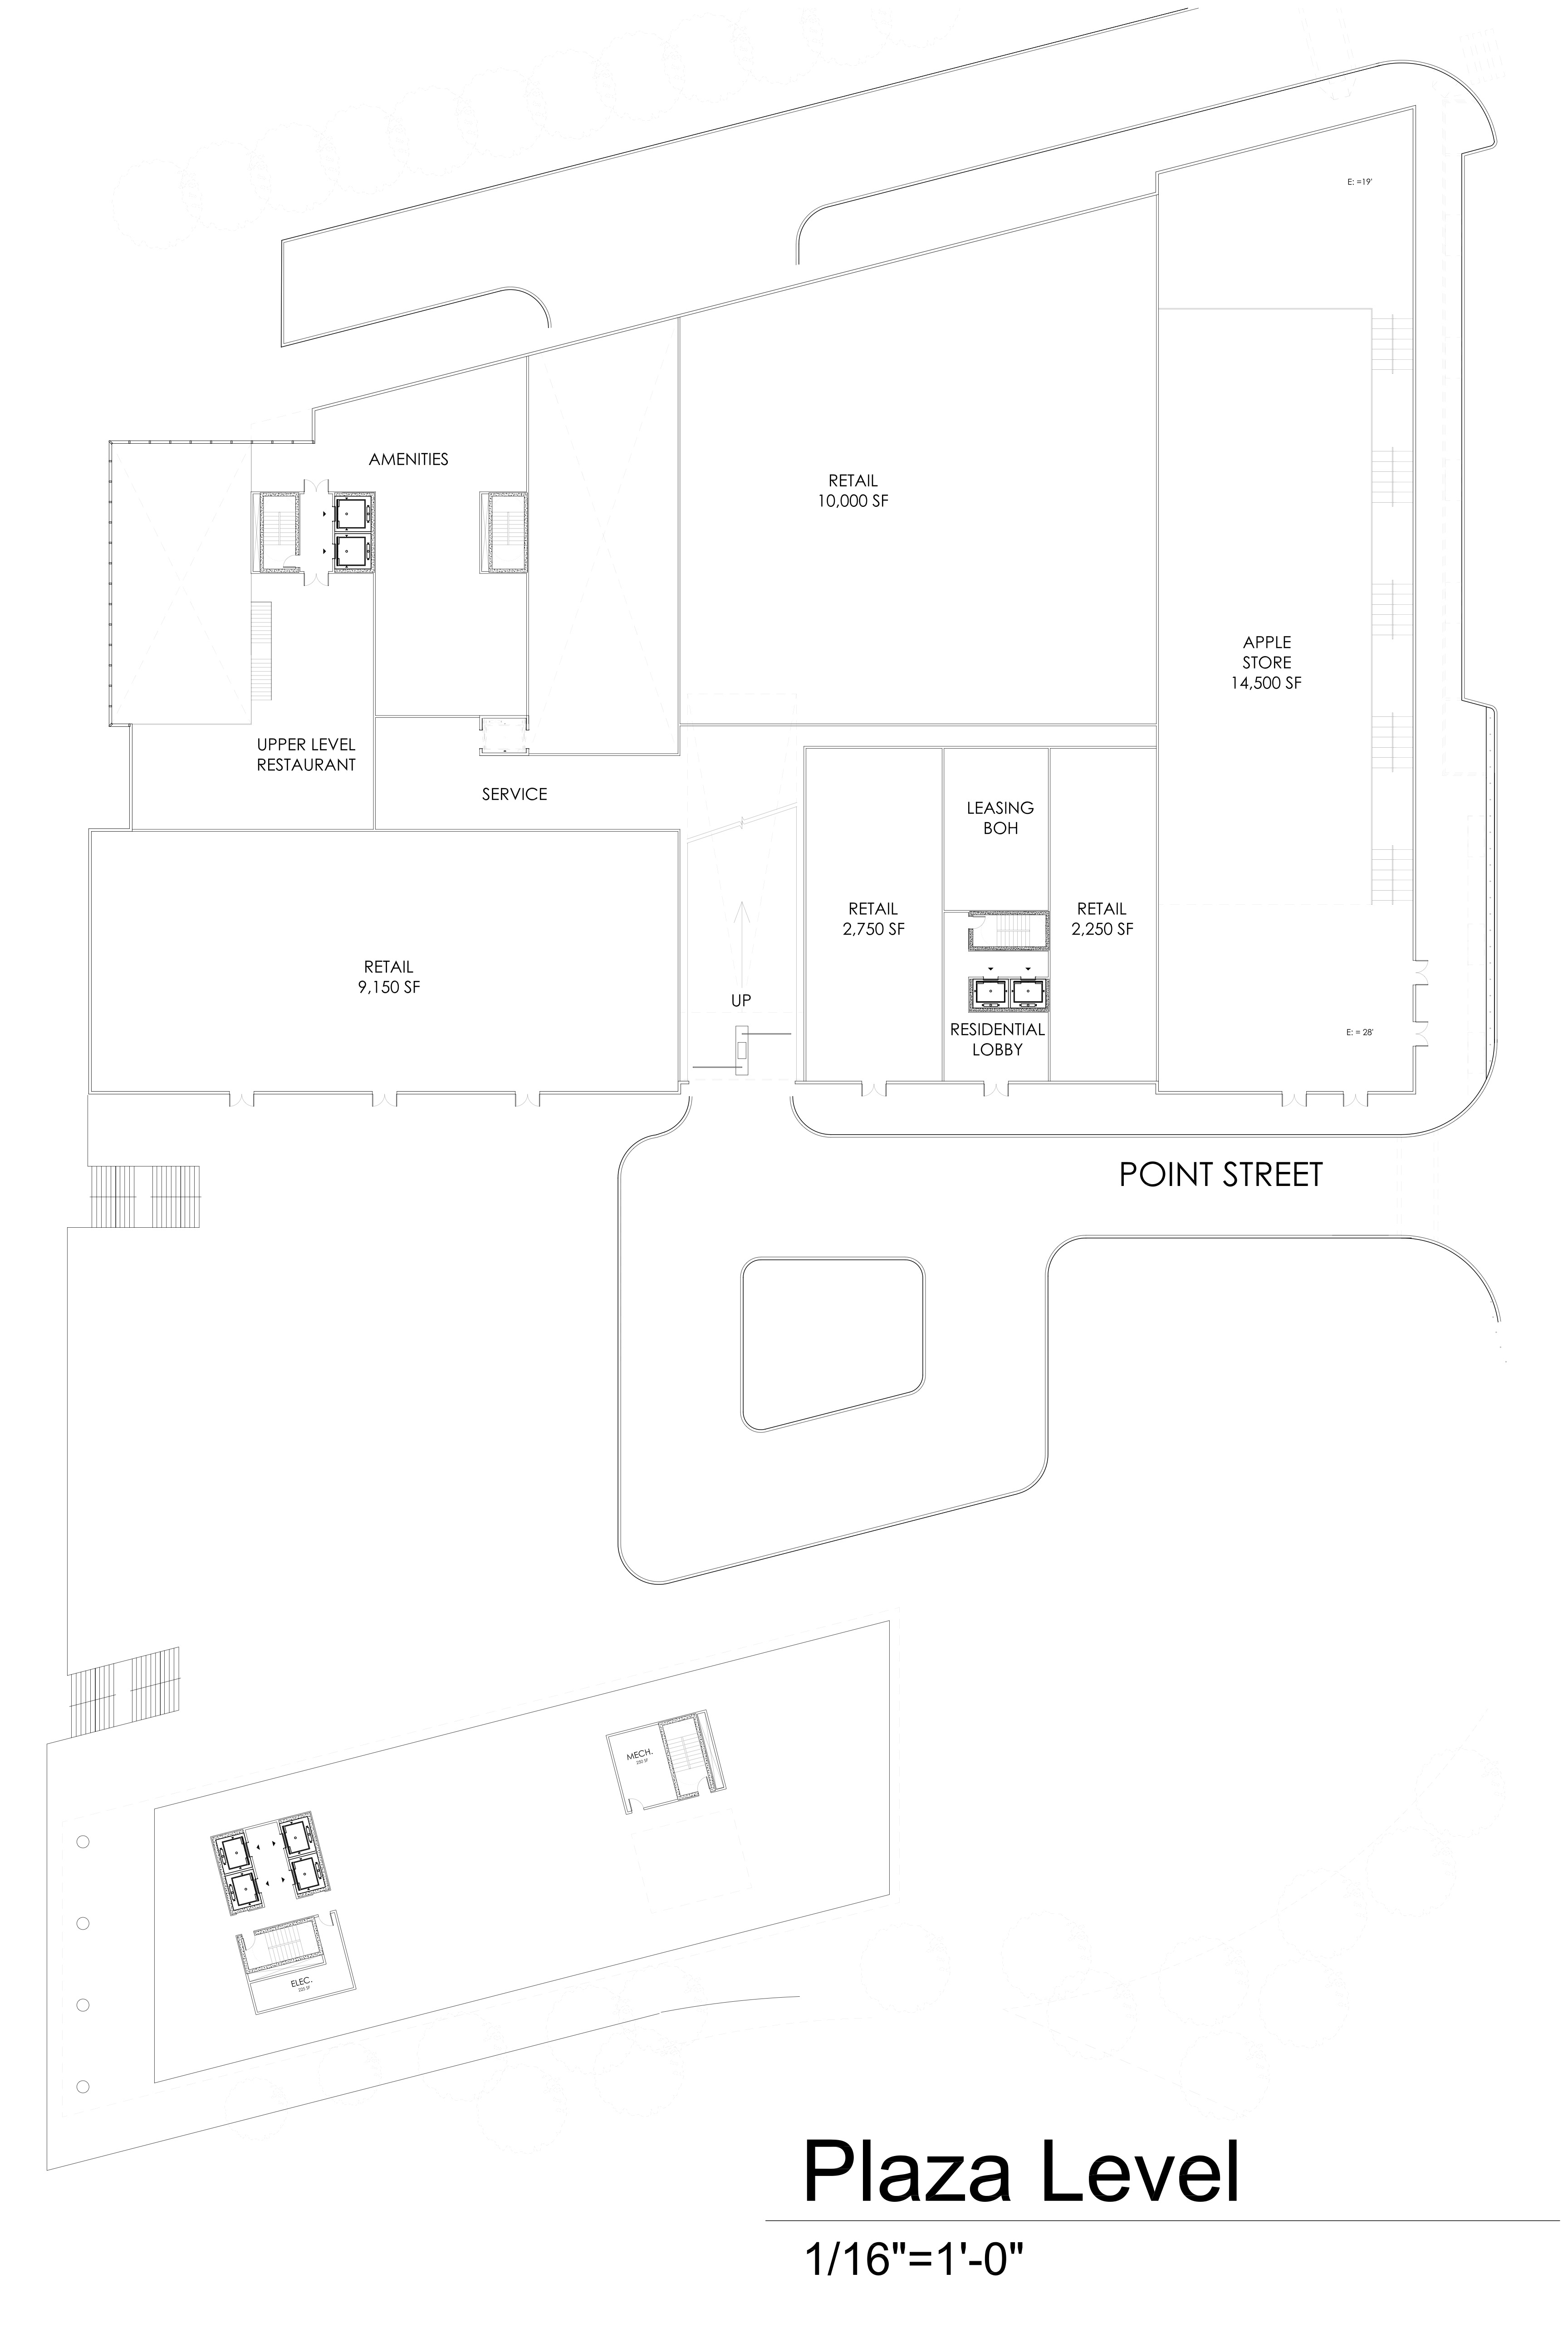 E: =19'
AMENITIES
RETAIL
10,000 SF
APPLE
STORE
14,500 SF
UPPER LEVEL
RESTAURANT
SERVICE
LEASING
BOH
RETAIL
2,750 SF
RETAIL
2,250 SF
RETAIL
9,150 SF
UP
RESIDENTIAL
LOBBY
E: = 28'
POINT STREET
MECH.
ELEC.
225 SF
Plaza Level
1/16"=1'-0"